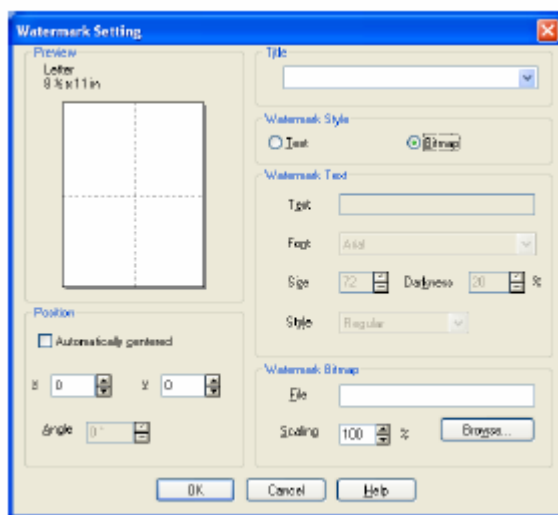 Watermark Setting
Preview
Letter
8 ½ x 11 in
Position
Automatically centered
X 0 Y 0
Angle 0°
Title
Watermark Style
Text Bitmap
Watermark Text
Text
Font Arial
Size 72 Darkness 20 %
Style Regular
Watermark Bitmap
File
Scaling 100 % Browse...
OK Cancel Help